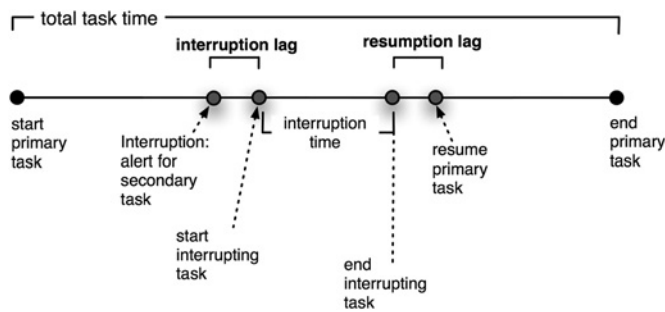 total task time
interruption lag
resumption lag
start
primary
task
Interruption:
alert for
secondary
task
interruption
time
resume
primary
task
end
primary
task
start
interrupting
task
end
interrupting
task